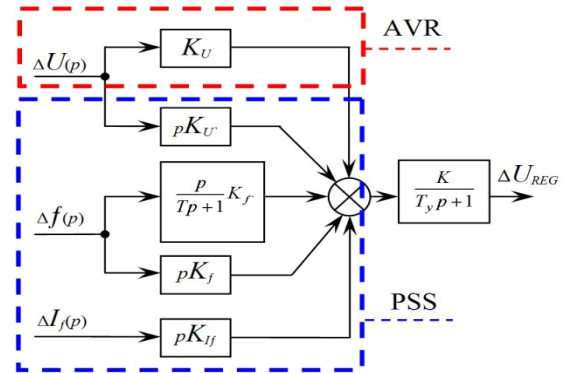 AVR
ΔU(p)
K_U
pK_U'
p/(Tp+1) K_f'
Δf(p)
K/(T_y p+1)
ΔU_REG
pK_f
PSS
ΔI_f(p)
pK_If